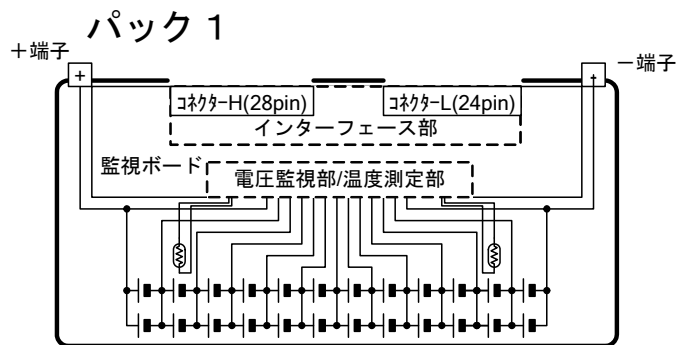 パック１
＋端子
－端子
+
-
ｺﾈｸﾀｰH(28pin)
ｺﾈｸﾀｰL(24pin)
インターフェース部
監視ボード
電圧監視部/温度測定部